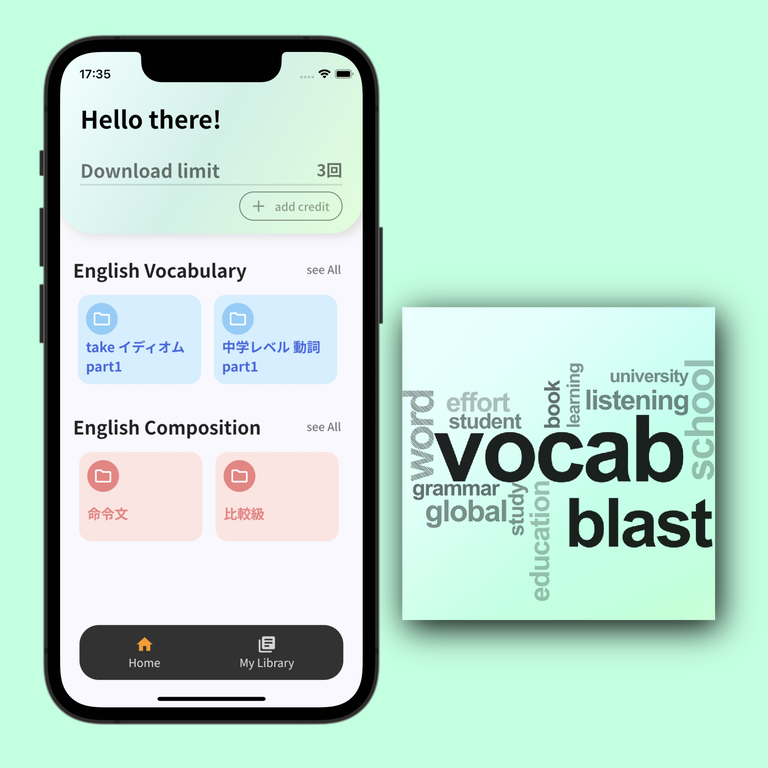 17:35
Hello there!
Download limit 3回
+ add credit
English Vocabulary see All
take イディオム
part1
中学レベル 動詞
part1
English Composition see All
命令文
比較級
Home
My Library
word
effort
student
book
learning
university
listening
school
vocab
grammar
global
study
education
blast